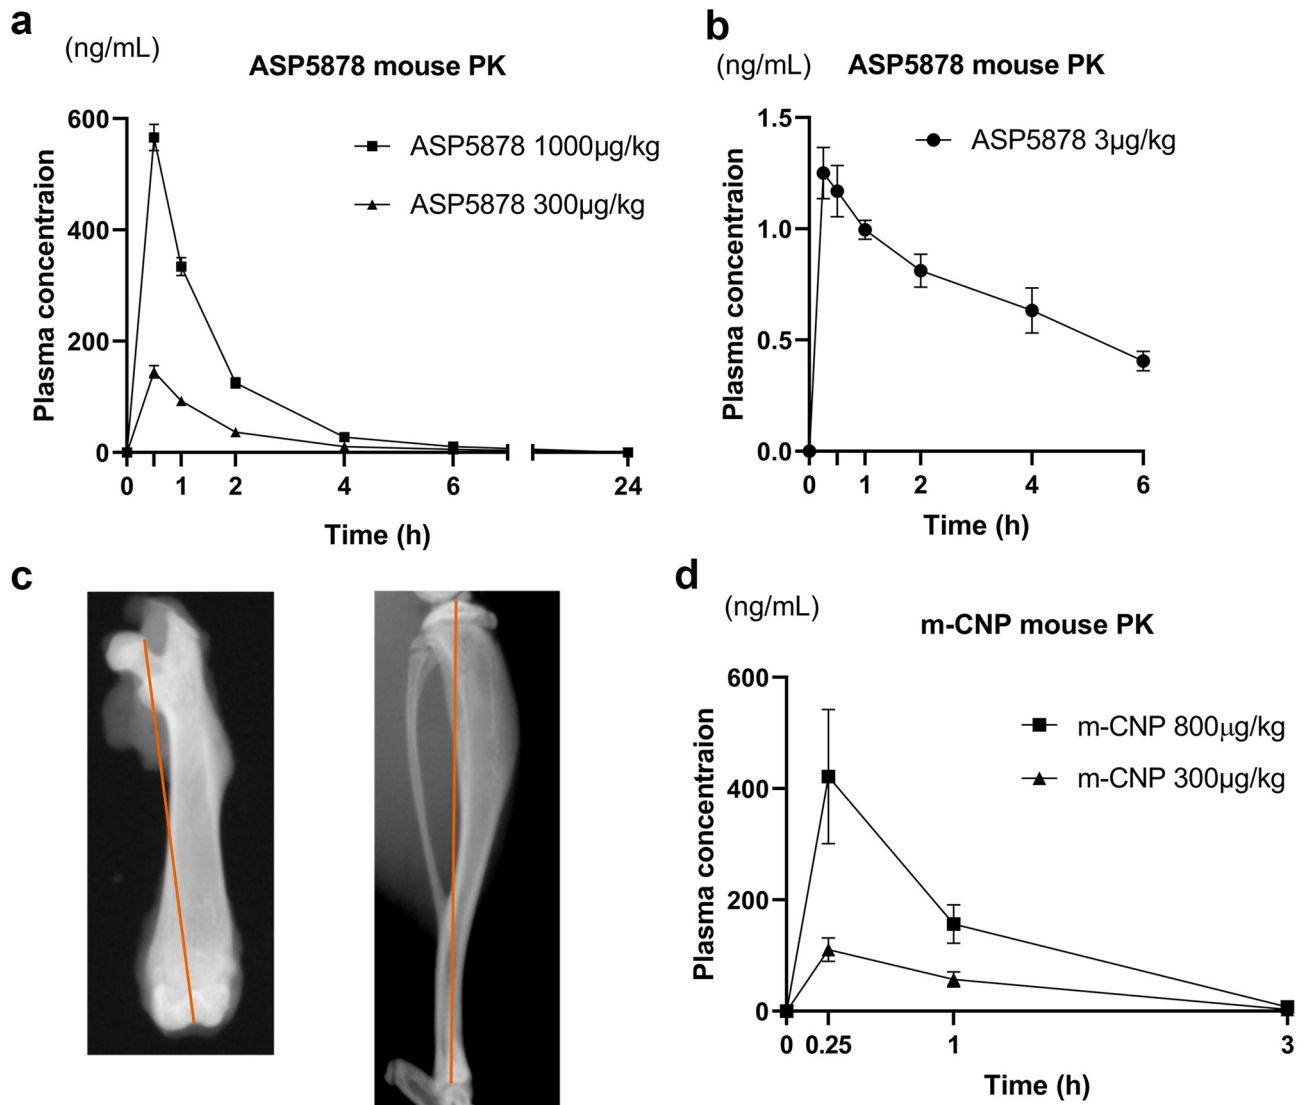 a
(ng/mL)
ASP5878 mouse PK
Plasma concentraion
600
400
200
0
ASP5878 1000µg/kg
ASP5878 300µg/kg
0 1 2 4 6 24
Time (h)
b
(ng/mL)
ASP5878 mouse PK
Plasma concentraion
1.5
1.0
0.5
0.0
ASP5878 3µg/kg
0 1 2 4 6
Time (h)
c
d
(ng/mL)
m-CNP mouse PK
Plasma concentraion
600
400
200
0
m-CNP 800µg/kg
m-CNP 300µg/kg
0 0.25 1 3
Time (h)